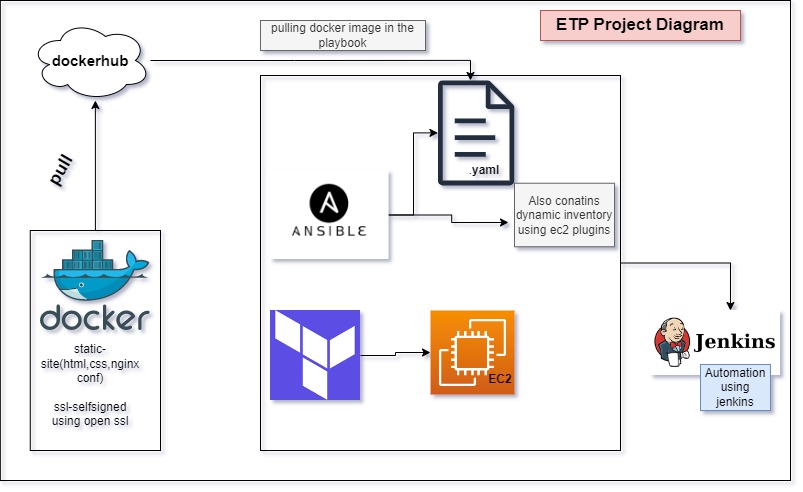 ETP Project Diagram
pulling docker image in the
playbook
dockerhub
pull
.yaml
ANSIBLE
Also conatins
dynamic inventory
using ec2 plugins
docker
static-
site(html,css,nginx
conf)
ssl-selfsigned
using open ssl
EC2
Jenkins
Automation
using
jenkins